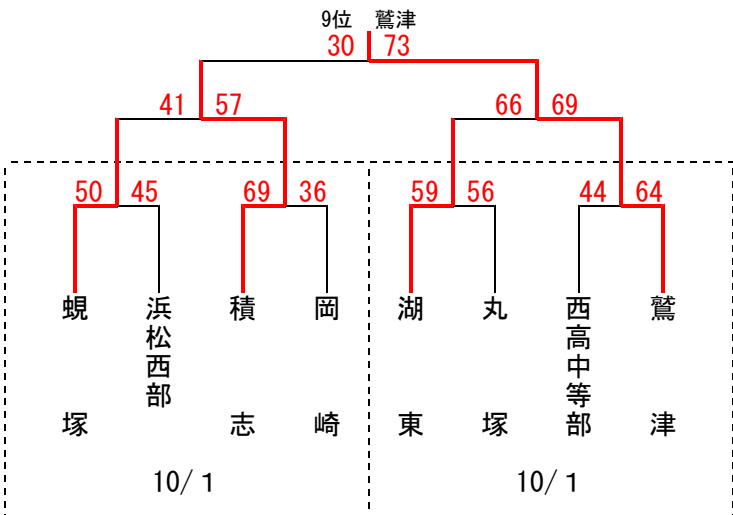 9位 鷲津
30 73
41 57
66 69
50 45
69 36
59 56
44 64
蜆塚
浜松西部
積志
岡崎
湖東
丸塚
西高中等部
鷲津
10/1
10/1